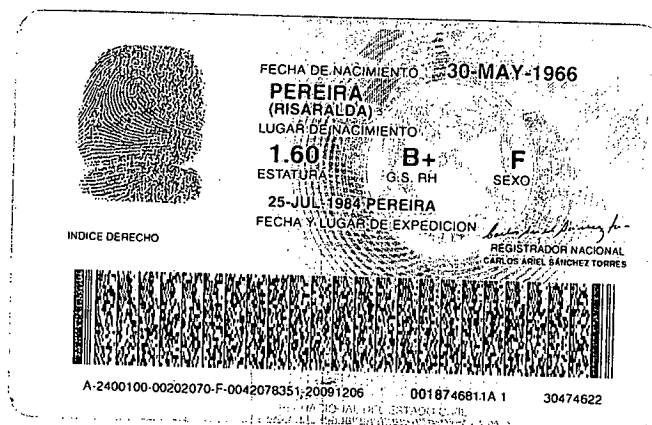 FECHA DE NACIMIENTO 30-MAY-1966
PEREIRA
(RISARALDA)
LUGAR DE NACIMIENTO
1.60 B+ F
ESTATURA G.S. RH SEXO
25-JUL-1984 PEREIRA
FECHA Y LUGAR DE EXPEDICION
INDICE DERECHO
REGISTRADOR NACIONAL
CARLOS ARIEL SÁNCHEZ TORRES
A-2400100-00202070-F-0042078351-20091206 0018746811A 1 30474622